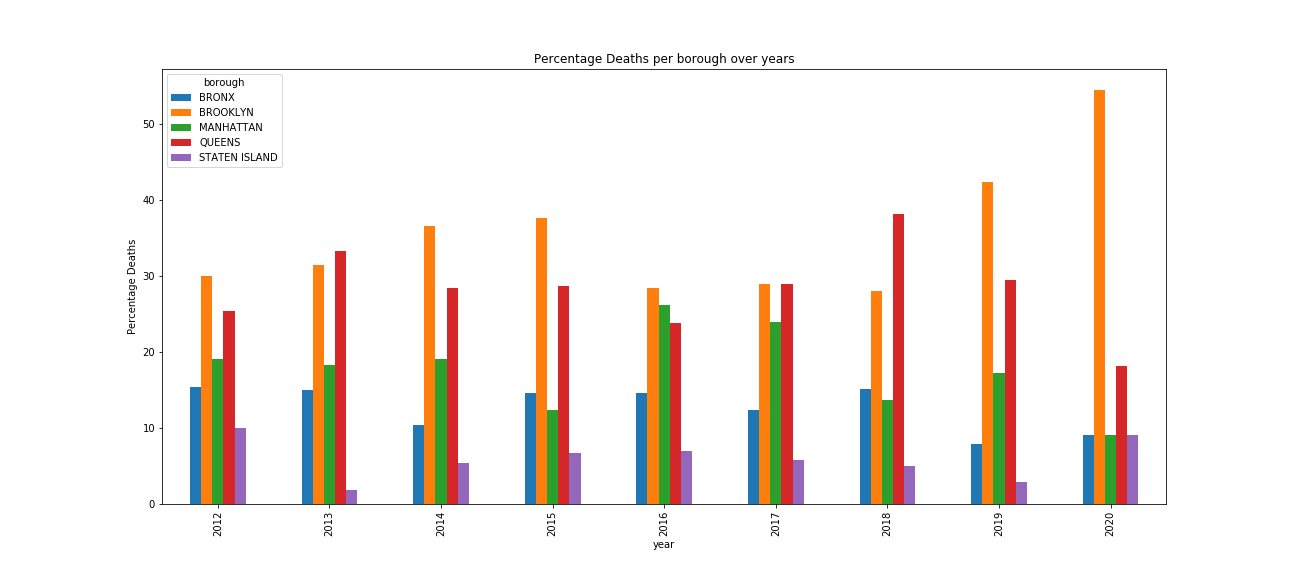 Percentage Deaths per borough over years
borough
BRONX
BROOKLYN
MANHATTAN
QUEENS
STATEN ISLAND
Percentage Deaths
50
40
30
20
10
0
2012
2013
2014
2015
2016
2017
2018
2019
2020
year